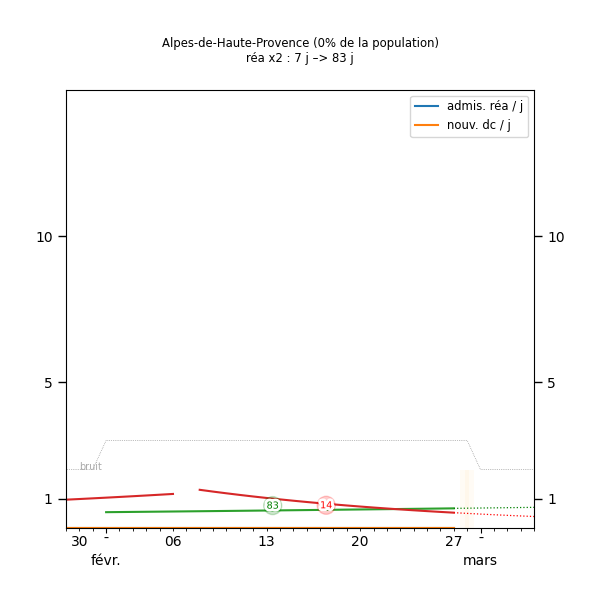 Alpes-de-Haute-Provence (0% de la population)
réa x2 : 7 j –> 83 j
admis. réa / j
nouv. dc / j
10 10
5 5
bruit
1 1
83 14
30 - 06 13 20 27 -
févr. mars